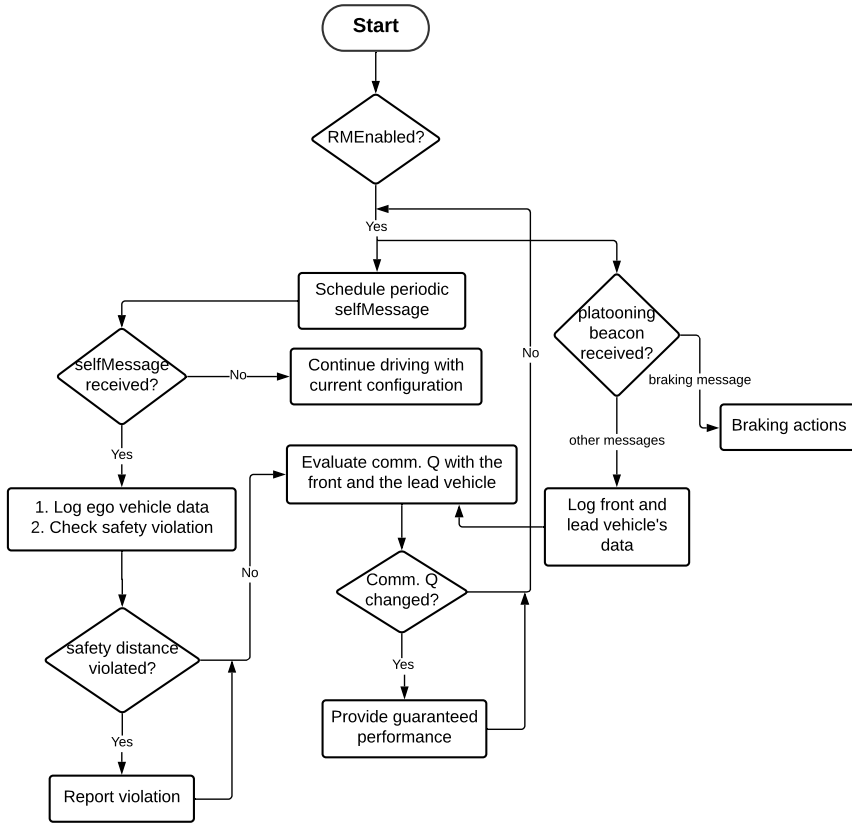 Start
RMEnabled?
Yes
Schedule periodic
selfMessage
platooning
beacon
received?
selfMessage
received?
No
Continue driving with
current configuration
No
braking message
Braking actions
other messages
Yes
Evaluate comm. Q with the
front and the lead vehicle
1. Log ego vehicle data
2. Check safety violation
Log front and
lead vehicle's
data
No
Comm. Q
changed?
safety distance
violated?
Yes
Provide guaranteed
performance
Yes
Report violation